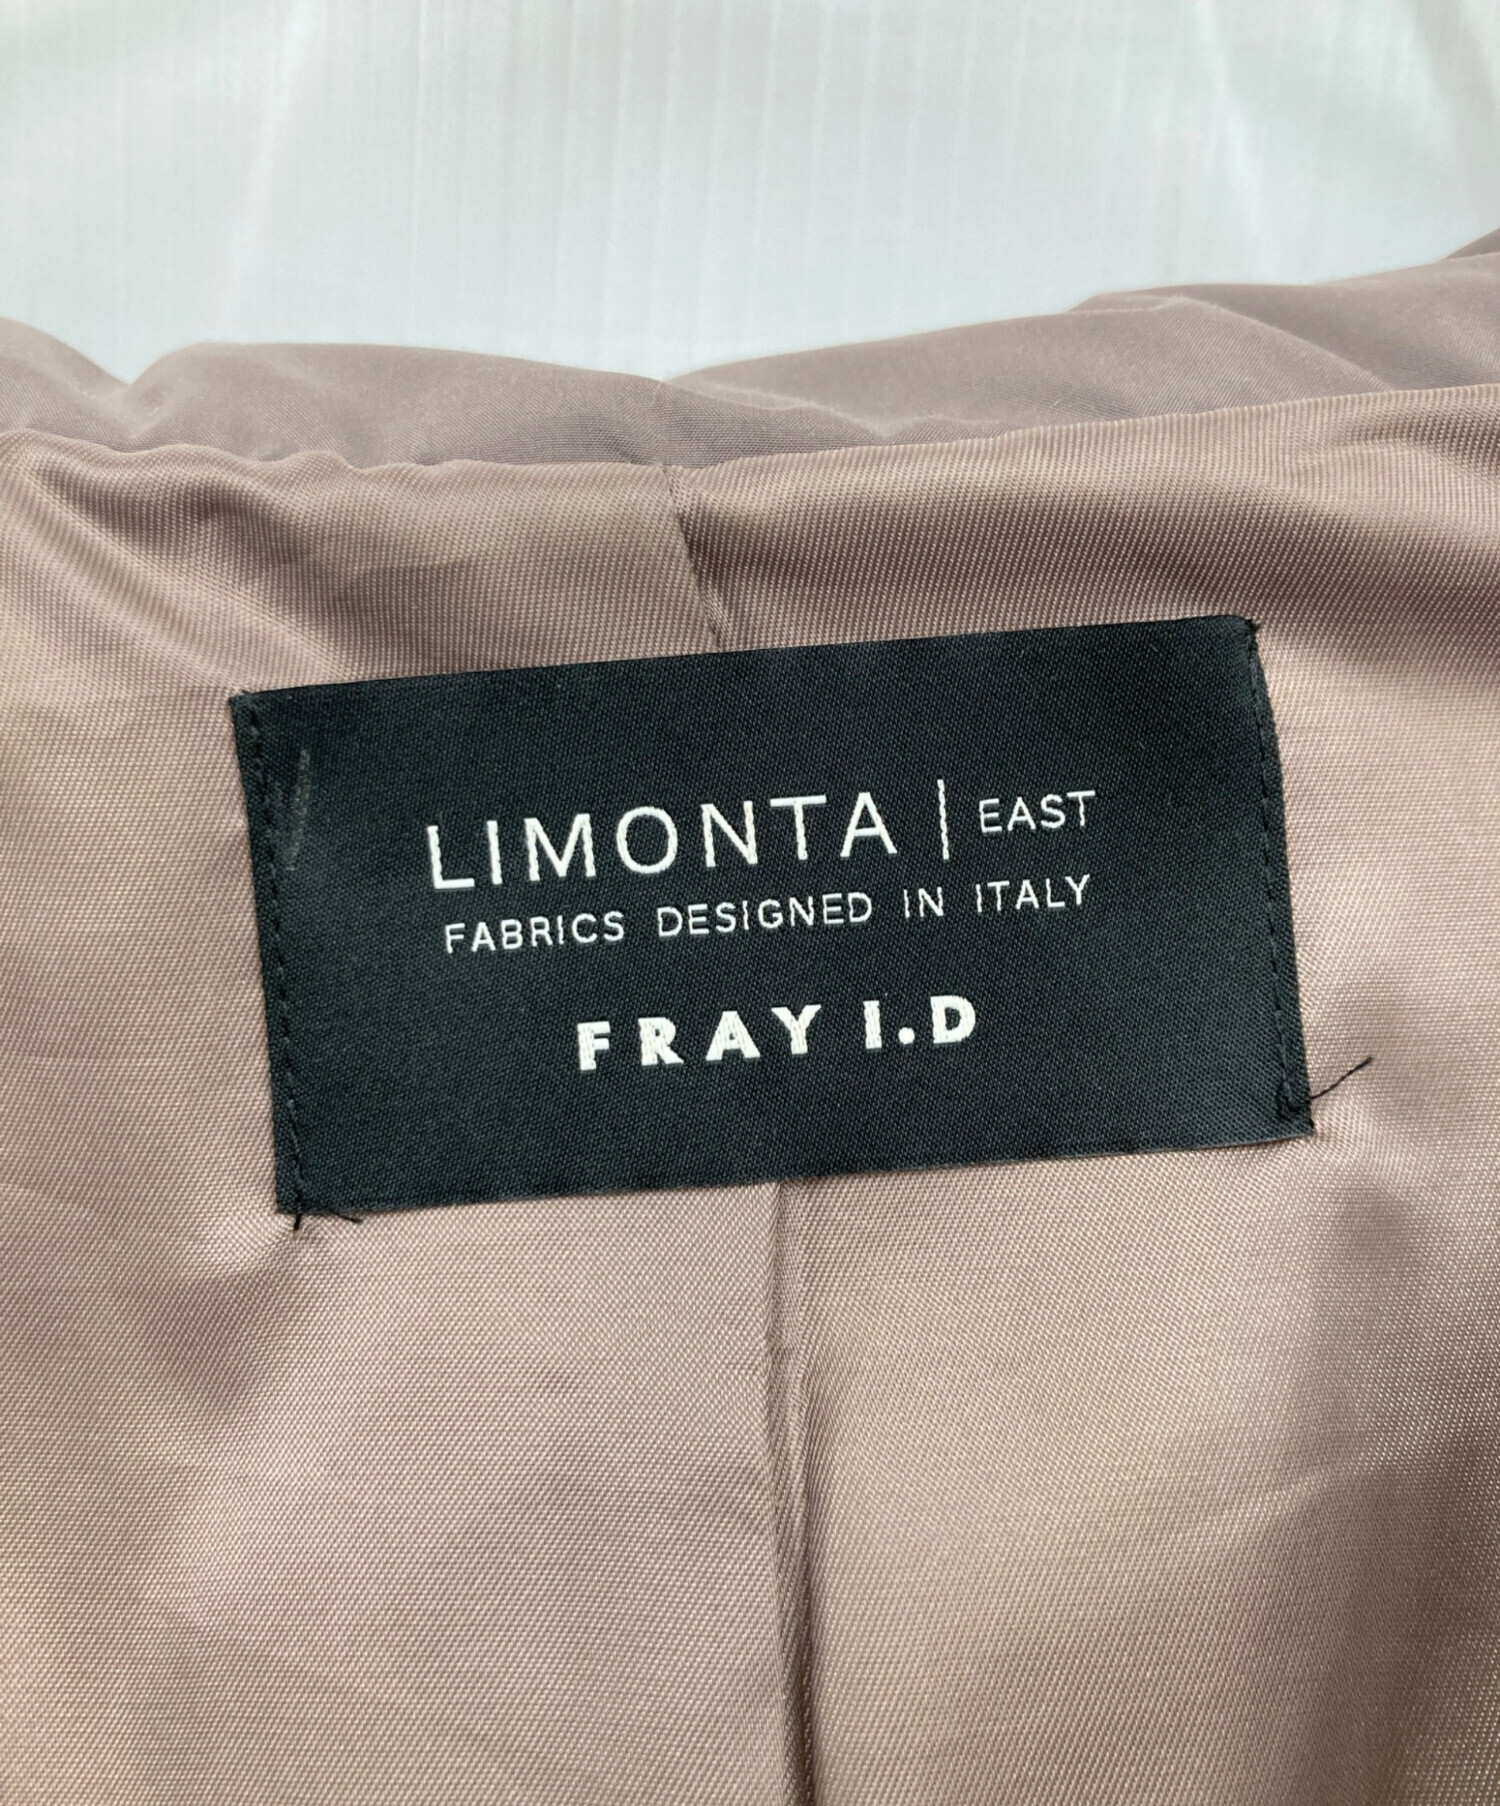 LIMONTA | EAST
FABRICS DESIGNED IN ITALY
FRAY I.D